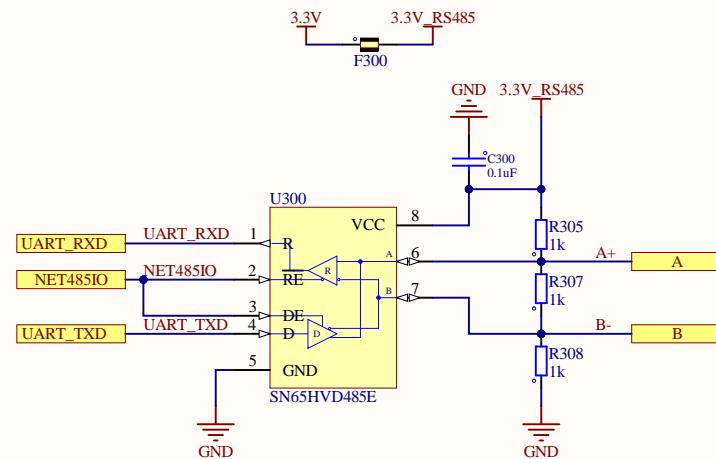 3.3V
3.3V_RS485
F300
GND
3.3V_RS485
C300
0.1uF
U300
VCC
8
R305
1k
UART_RXD
UART_RXD
1
R
R
A
6
A+
A
NET485IO
NET485IO
2
RE
R307
1k
B
7
3
DE
UART_TXD
UART_TXD
4
D
D
B-
B
5
GND
R308
1k
SN65HVD485E
GND
GND